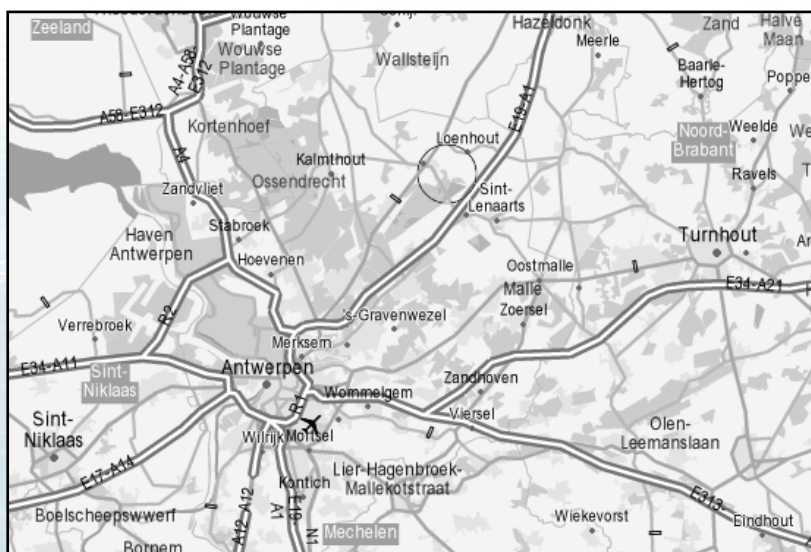 Zeeland
Wouwse
Plantage
Hazeldonk
Zand
Halve
Maan
Wouwse
Plantage
A4-A58-
E312
Wallsteijn
Meerle
Baarle-
Hertog
Poppe
A58-E312
Kortenhoef
Loenhout
E19-A1
Noord-
Brabant
Weelde
A4
Kalmthout
Ossendrecht
Ravels
Zandvliet
Sint-
Lenaarts
Stabroek
Haven
Antwerpen
Turnhout
Hoevenen
Oostmalle
Malle
E34-A21
R2
's-Gravenwezel
Zoersel
Verrebroek
Merksem
E34-A11
Sint-
Niklaas
Antwerpen
Zandhoven
R1
Wommelgem
Sint-
Niklaas
Viersel
Olen-
Leemanslaan
Wilrijk
Mortsel
E17-A14
Lier-Hagenbroek-
Mallekotstraat
Kontich
E313-
A12
A12
A1
E19
N1
Boelscheepswwerf
Mechelen
Wiekevorst
Eindhout
Bornem